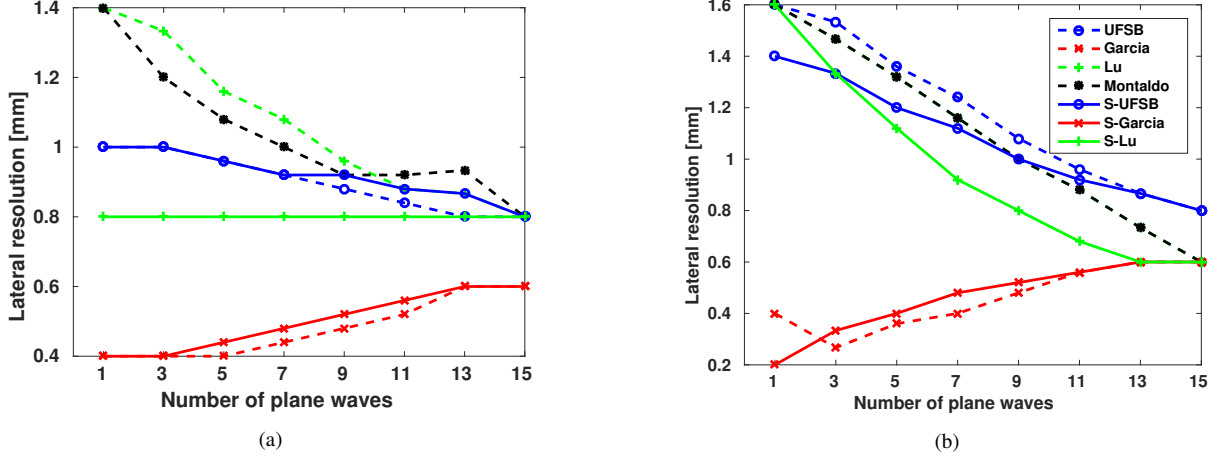 1.4
1.2
1
0.8
0.6
0.4
Lateral resolution [mm]
1 3 5 7 9 11 13 15
Number of plane waves
(a)
1.6
1.4
1.2
1
0.8
0.6
0.4
0.2
Lateral resolution [mm]
1 3 5 7 9 11 13 15
Number of plane waves
UFSB
Garcia
Lu
Montaldo
S-UFSB
S-Garcia
S-Lu
(b)